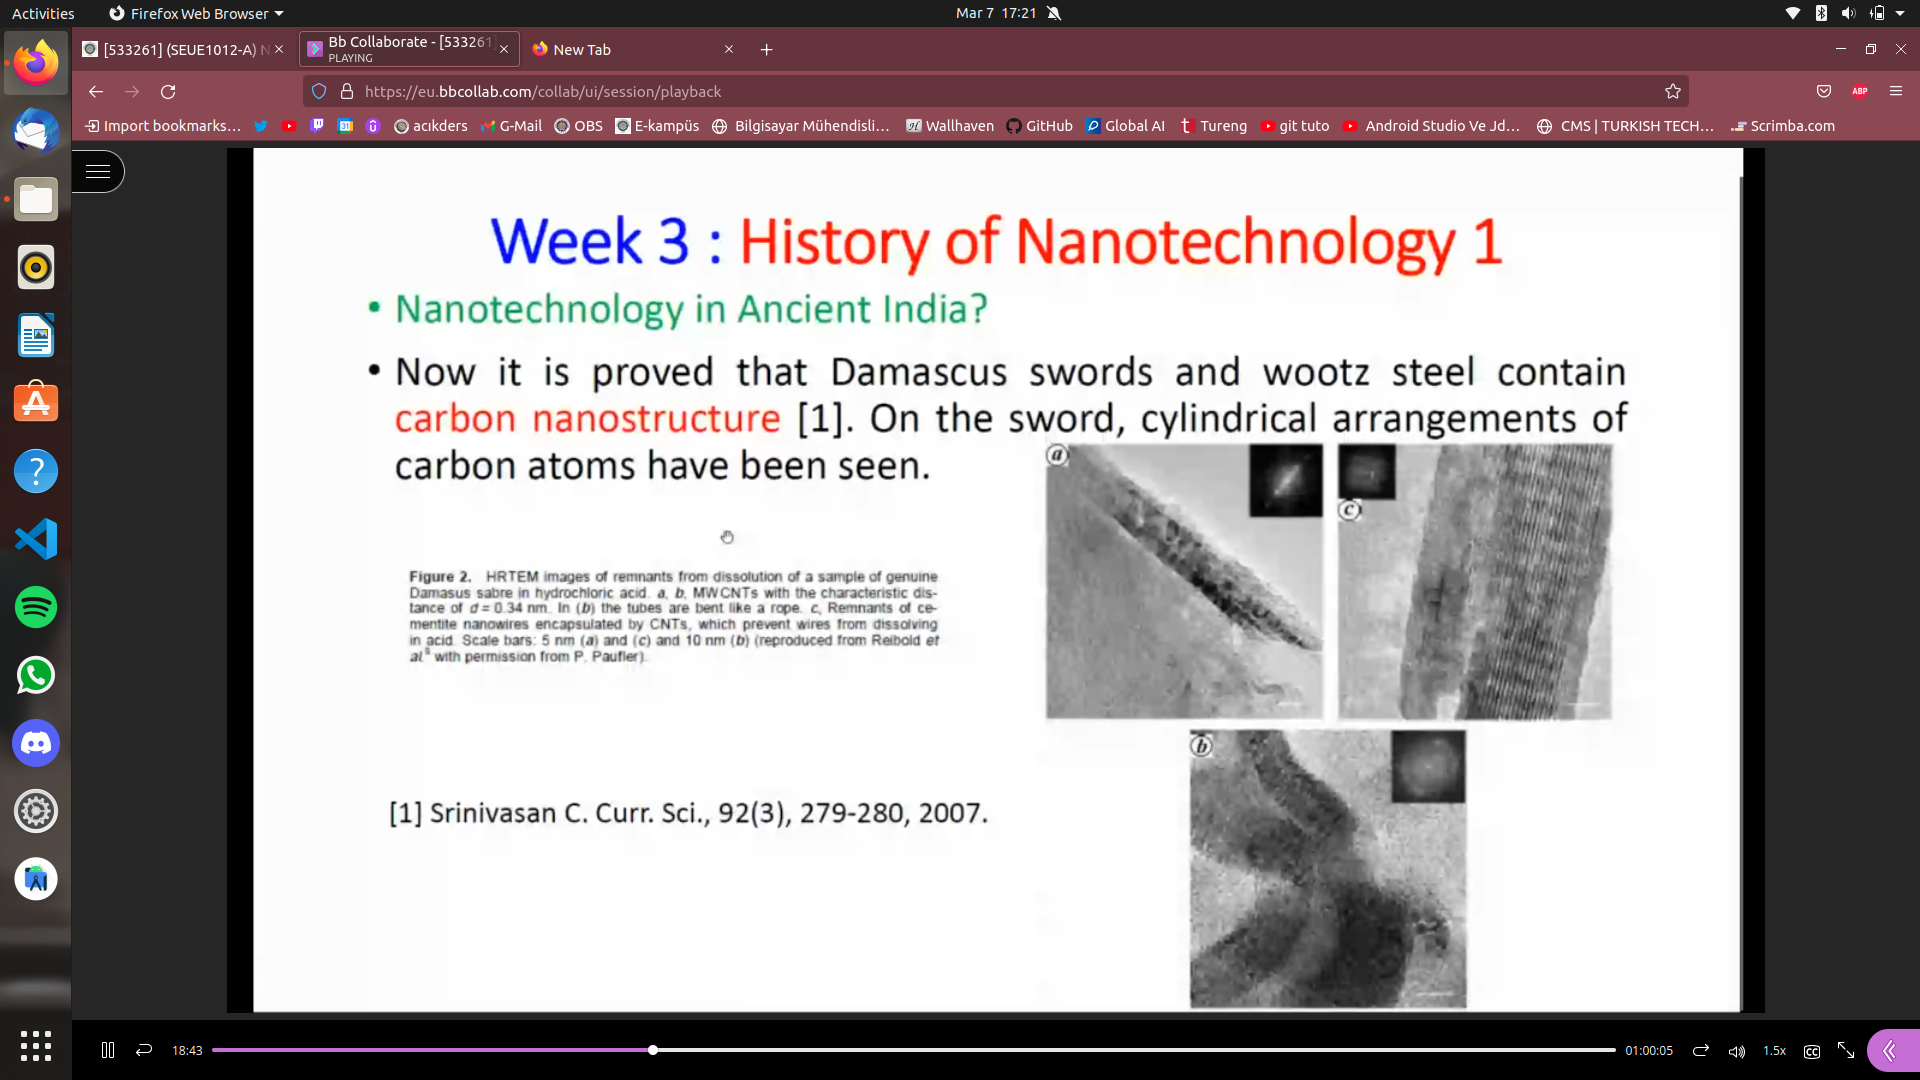 Activities
Firefox Web Browser
Mar 7 17:21
[533261] (SEUE1012-A) N
Bb Collaborate - [533261]
PLAYING
New Tab
https://eu.bbcollab.com/collab/ui/session/playback
ABP
Import bookmarks...
31
acıkders
G-Mail
OBS
E-kampüs
Bilgisayar Mühendisli...
Wallhaven
GitHub
Global AI
Tureng
git tuto
Android Studio Ve Jd...
CMS | TURKISH TECH...
Scrimba.com
Week 3 : History of Nanotechnology 1
• Nanotechnology in Ancient India?
• Now it is proved that Damascus swords and wootz steel contain
carbon nanostructure [1]. On the sword, cylindrical arrangements of
carbon atoms have been seen.
a
c
b
Figure 2. HRTEM images of remnants from dissolution of a sample of genuine
Damasus sabre in hydrochloric acid. a, b, MWCNTs with the characteristic dis-
tance of d = 0.34 nm. In (b) the tubes are bent like a rope. c, Remnants of ce-
mentite nanowires encapsulated by CNTs, which prevent wires from dissolving
in acid. Scale bars: 5 nm (a) and (c) and 10 nm (b) (reproduced from Reibold et
al. with permission from P. Paufler).
[1] Srinivasan C. Curr. Sci., 92(3), 279-280, 2007.
18:43
01:00:05
1.5x
CC